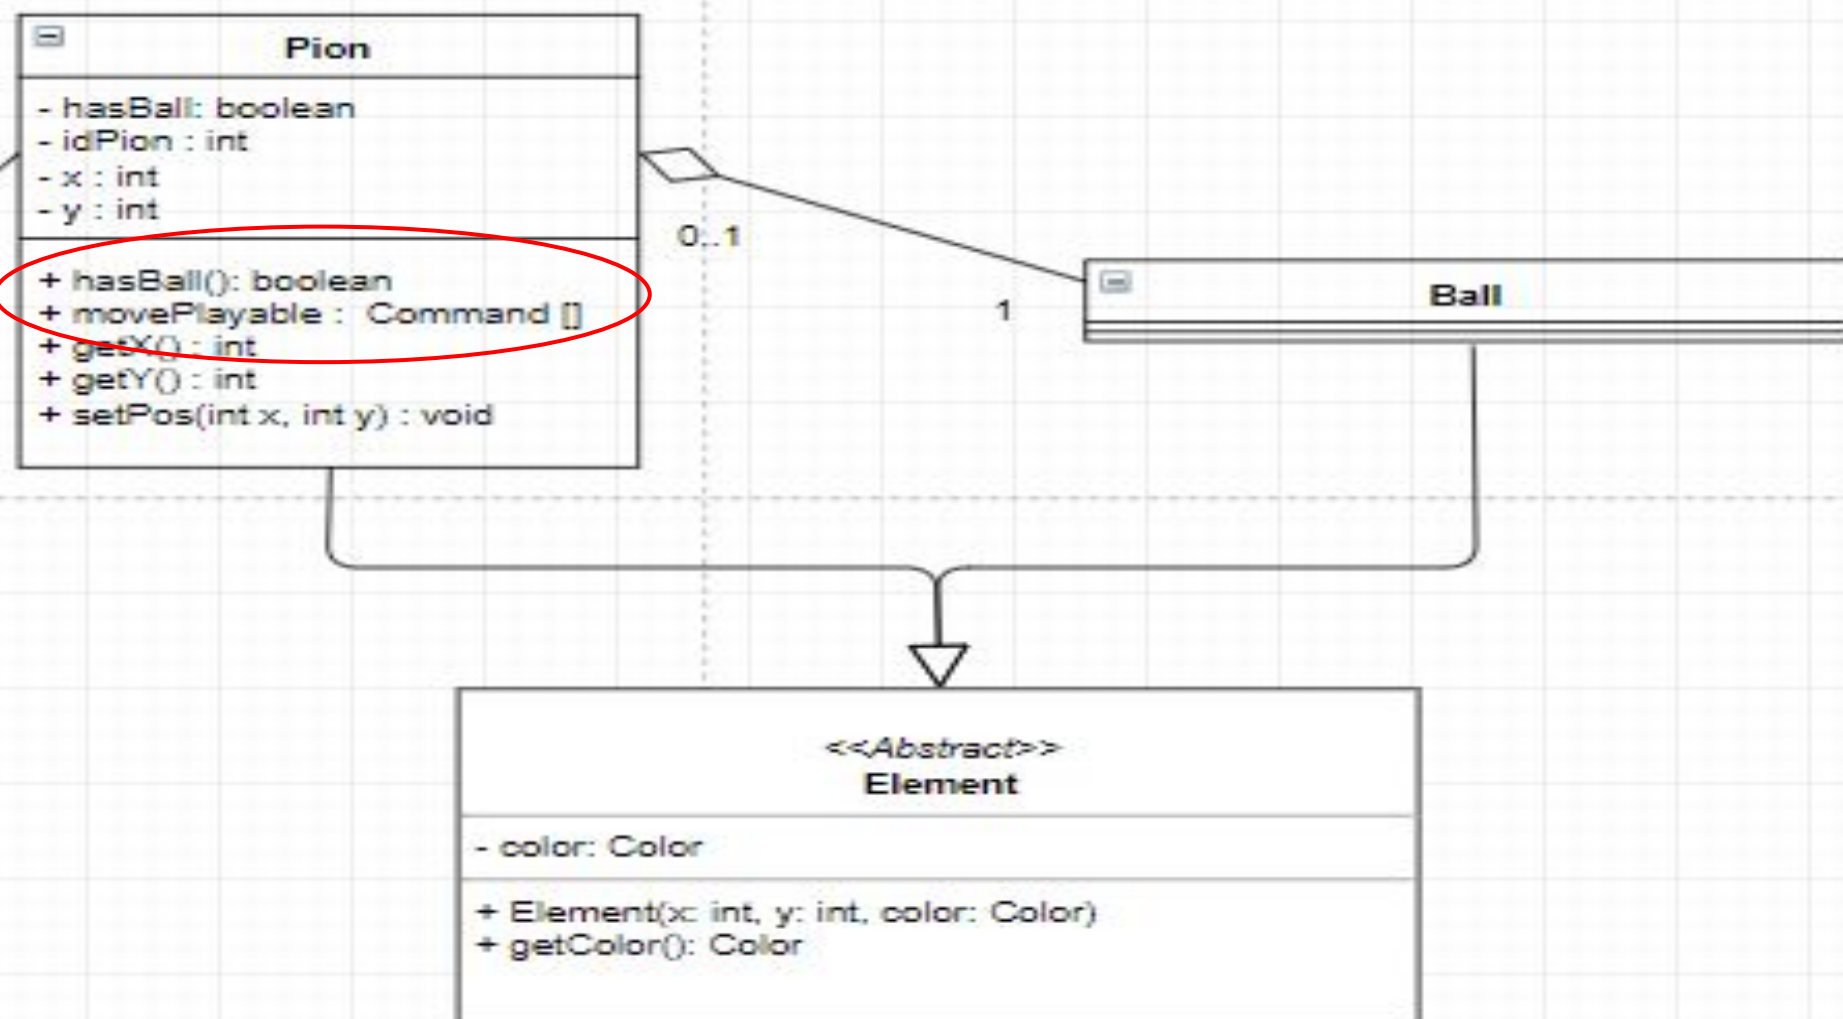 Pion
- hasBall: boolean
- idPion : int
- x : int
- y : int
+ hasBall(): boolean
+ movePlayable : Command []
+ getX() : int
+ getY() : int
+ setPos(int x, int y) : void
0..1
1
Ball
<<Abstract>>
Element
- color: Color
+ Element(x: int, y: int, color: Color)
+ getColor(): Color